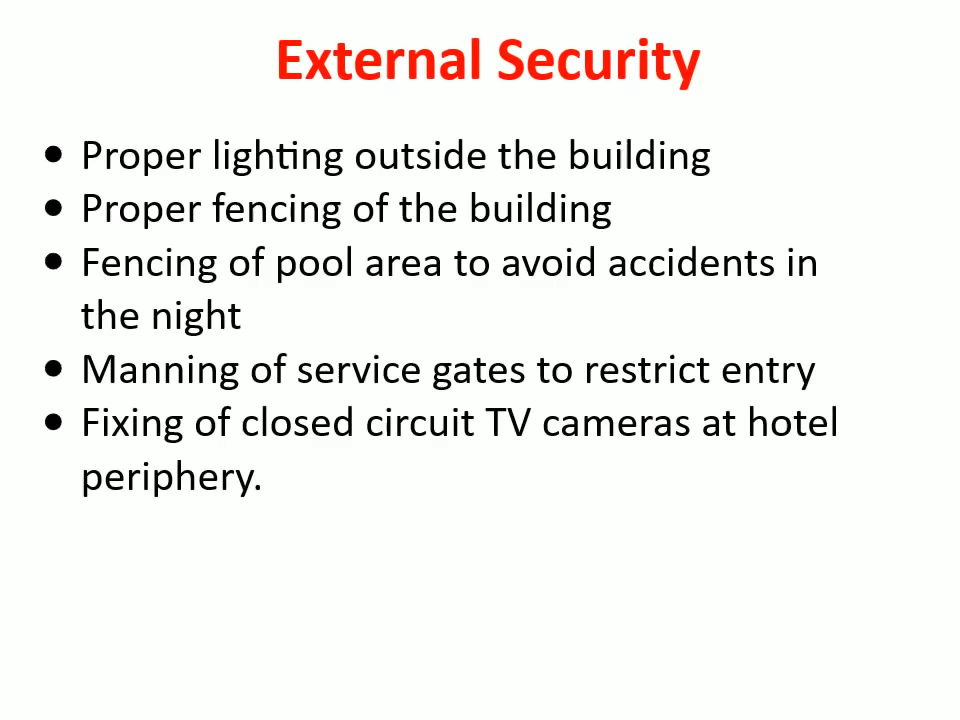 External Security
• Proper lighting outside the building
• Proper fencing of the building
• Fencing of pool area to avoid accidents in
the night
• Manning of service gates to restrict entry
• Fixing of closed circuit TV cameras at hotel
periphery.